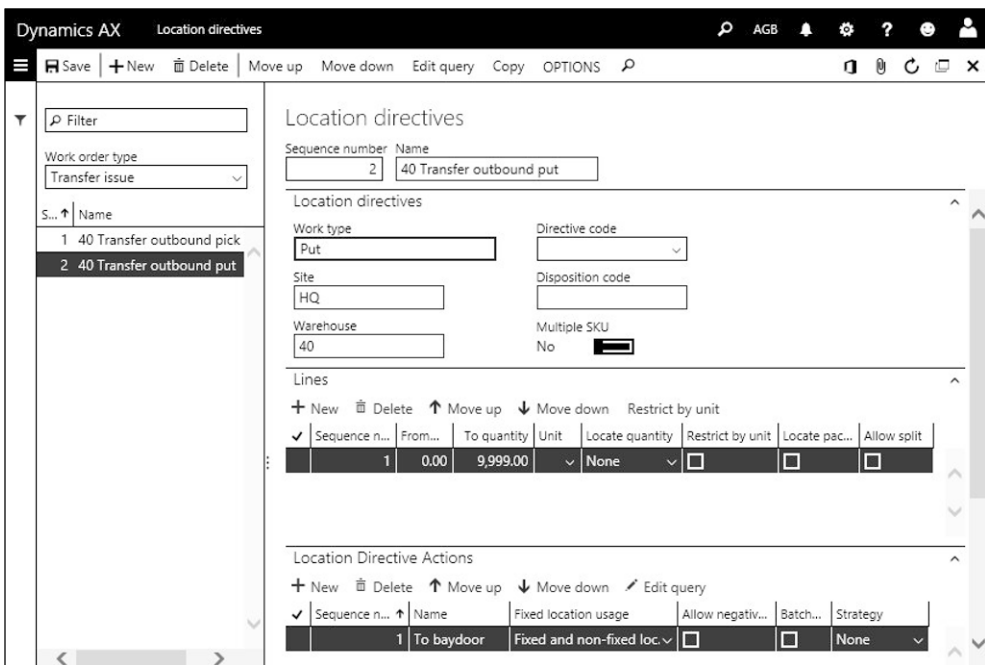 Dynamics AX Location directives AGB ?
Save New Delete Move up Move down Edit query Copy OPTIONS
Filter
Work order type
Transfer issue
S... Name
1 40 Transfer outbound pick
2 40 Transfer outbound put
Location directives
Sequence number Name
2 40 Transfer outbound put
Location directives
Work type Directive code
Put
Site Disposition code
HQ
Warehouse Multiple SKU
40 No
Lines
New Delete Move up Move down Restrict by unit
Sequence n... From... To quantity Unit Locate quantity Restrict by unit Locate pac... Allow split
1 0.00 9,999.00 None
Location Directive Actions
New Delete Move up Move down Edit query
Sequence n... Name Fixed location usage Allow negativ... Batch... Strategy
1 To baydoor Fixed and non-fixed loc. None